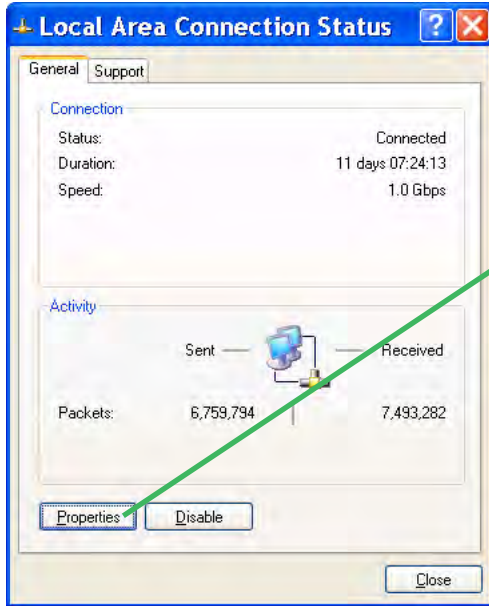 Local Area Connection Status
General Support
Connection
Status: Connected
Duration: 11 days 07:24:13
Speed: 1.0 Gbps
Activity
Sent Received
Packets: 6,759,794 7,493,282
Properties Disable
Close